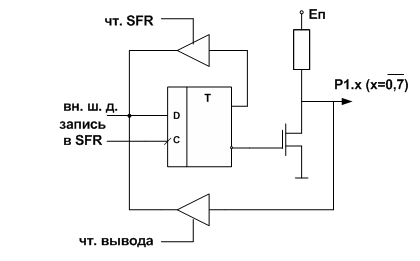 чт. SFR
Еп
T
P1.x (x=0,7)
вн. ш. д.
D
запись
в SFR
C
чт. вывода